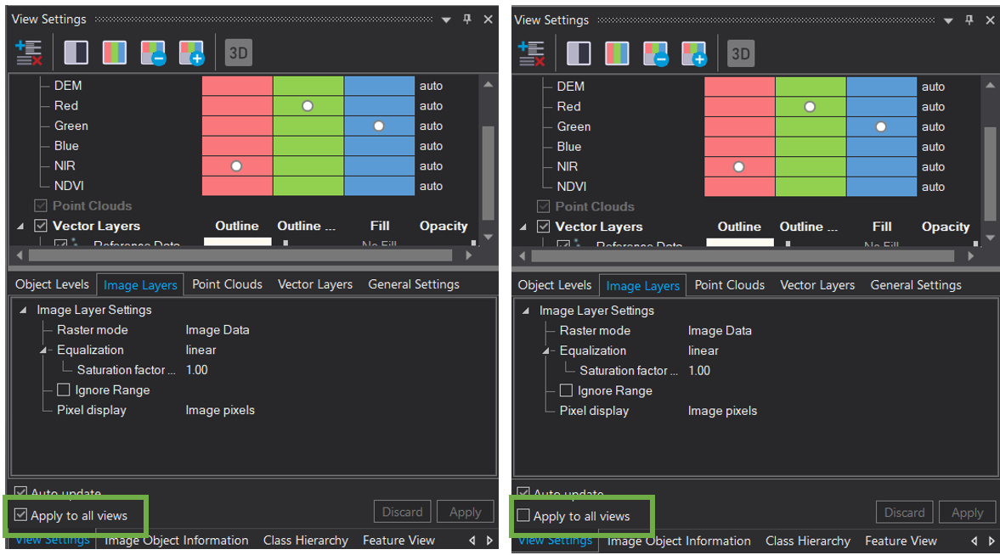 View Settings
3D
DEM auto
Red auto
Green auto
Blue auto
NIR auto
NDVI auto
Point Clouds
Vector Layers Outline Outline ... Fill Opacity
Reference Data No Fill
Object Levels Image Layers Point Clouds Vector Layers General Settings
Image Layer Settings
Raster mode Image Data
Equalization linear
Saturation factor ... 1.00
Ignore Range
Pixel display Image pixels
Auto update
Apply to all views Discard Apply
View Settings Image Object Information Class Hierarchy Feature View
View Settings
3D
DEM auto
Red auto
Green auto
Blue auto
NIR auto
NDVI auto
Point Clouds
Vector Layers Outline Outline ... Fill Opacity
Reference Data No Fill
Object Levels Image Layers Point Clouds Vector Layers General Settings
Image Layer Settings
Raster mode Image Data
Equalization linear
Saturation factor ... 1.00
Ignore Range
Pixel display Image pixels
Auto update
Apply to all views Discard Apply
View Settings Image Object Information Class Hierarchy Feature View